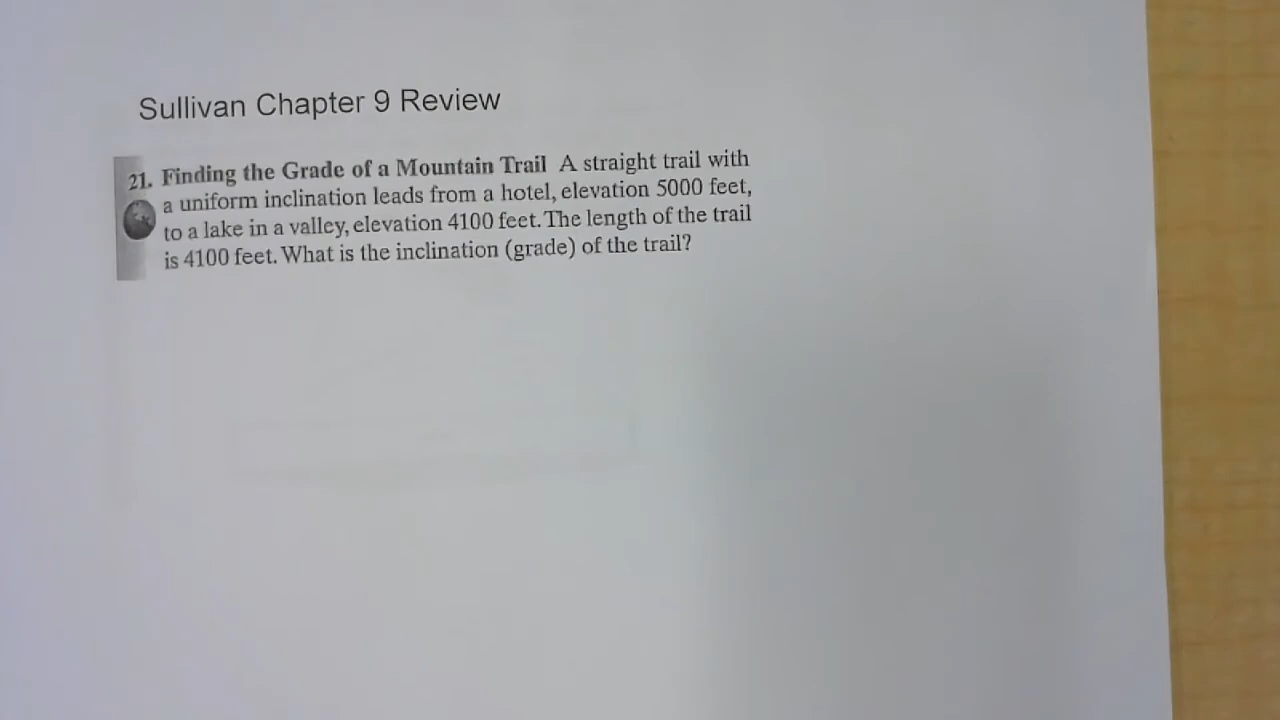 Sullivan Chapter 9 Review
21. Finding the Grade of a Mountain Trail A straight trail with
a uniform inclination leads from a hotel, elevation 5000 feet,
to a lake in a valley, elevation 4100 feet. The length of the trail
is 4100 feet. What is the inclination (grade) of the trail?